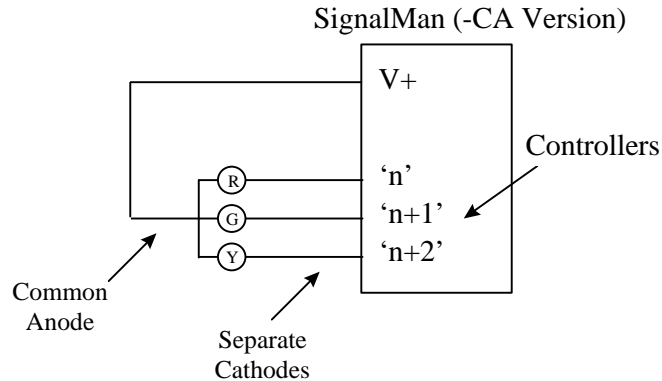 SignalMan (-CA Version)
V+
Controllers
R
‘n’
G
‘n+1’
Y
‘n+2’
Common
Anode
Separate
Cathodes